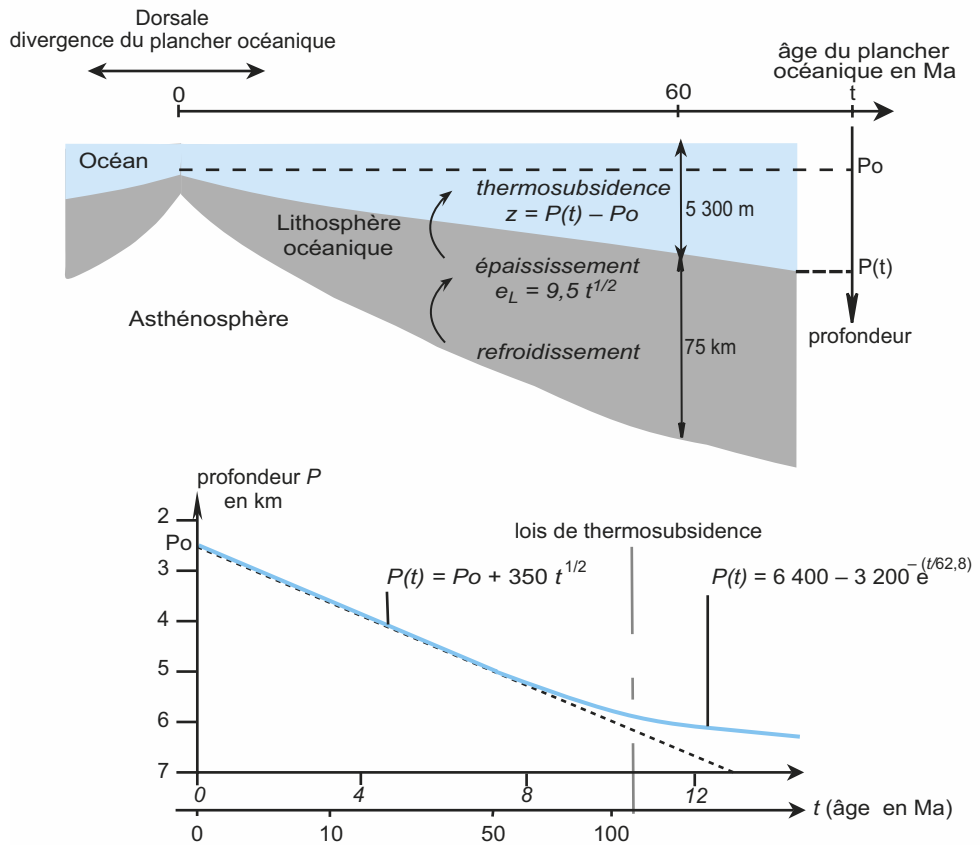 Dorsale
divergence du plancher océanique
âge du plancher
océanique en Ma
0
60
t
Océan
Po
thermosubsidence
z = P(t) – Po
5 300 m
Lithosphère
océanique
épaississement
e_L = 9,5 t^1/2
P(t)
Asthénosphère
refroidissement
75 km
profondeur
profondeur P
en km
lois de thermosubsidence
2
Po
3
4
5
6
7
P(t) = Po + 350 t^1/2
P(t) = 6 400 – 3 200 e^–(t/62,8)
0
4
8
12
t (âge en Ma)
0
10
50
100